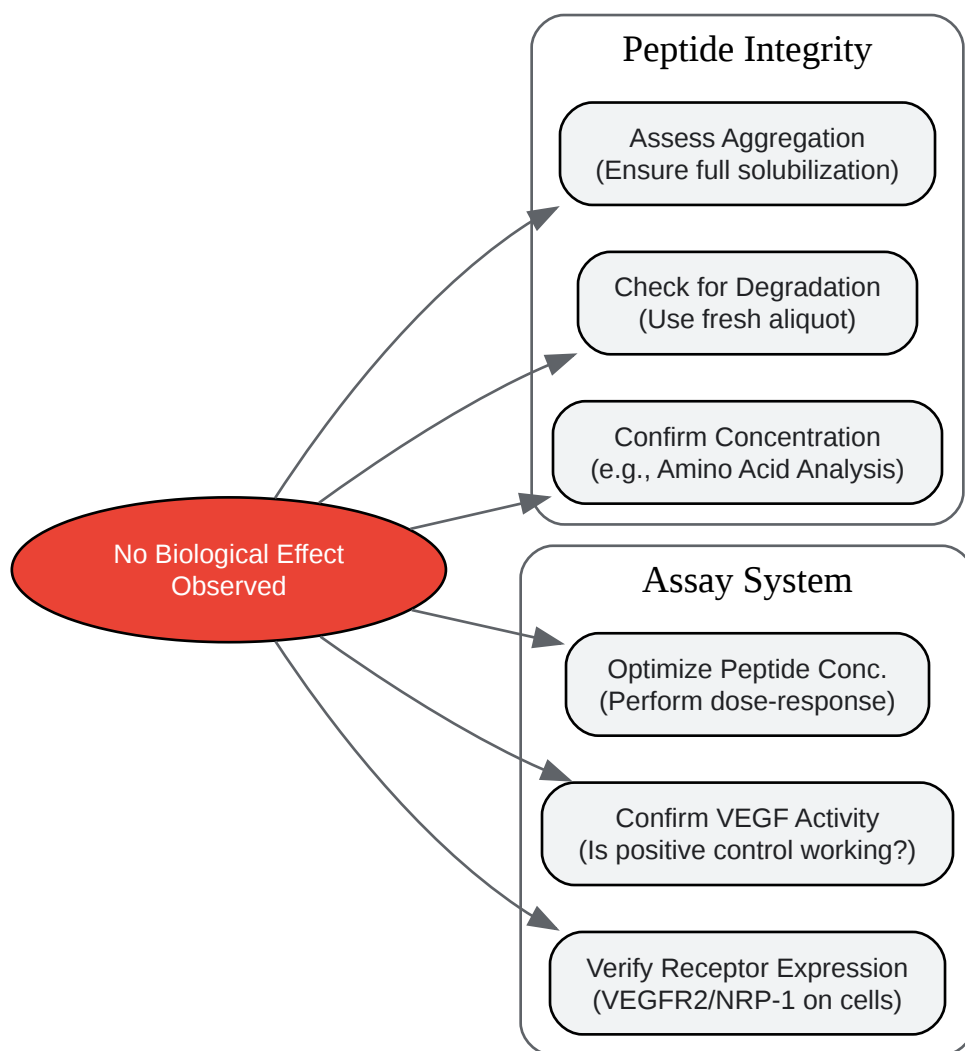 Peptide Integrity
Assess Aggregation
(Ensure full solubilization)
Check for Degradation
(Use fresh aliquot)
Confirm Concentration
(e.g., Amino Acid Analysis)
No Biological Effect
Observed
Assay System
Optimize Peptide Conc.
(Perform dose-response)
Confirm VEGF Activity
(Is positive control working?)
Verify Receptor Expression
(VEGFR2/NRP-1 on cells)